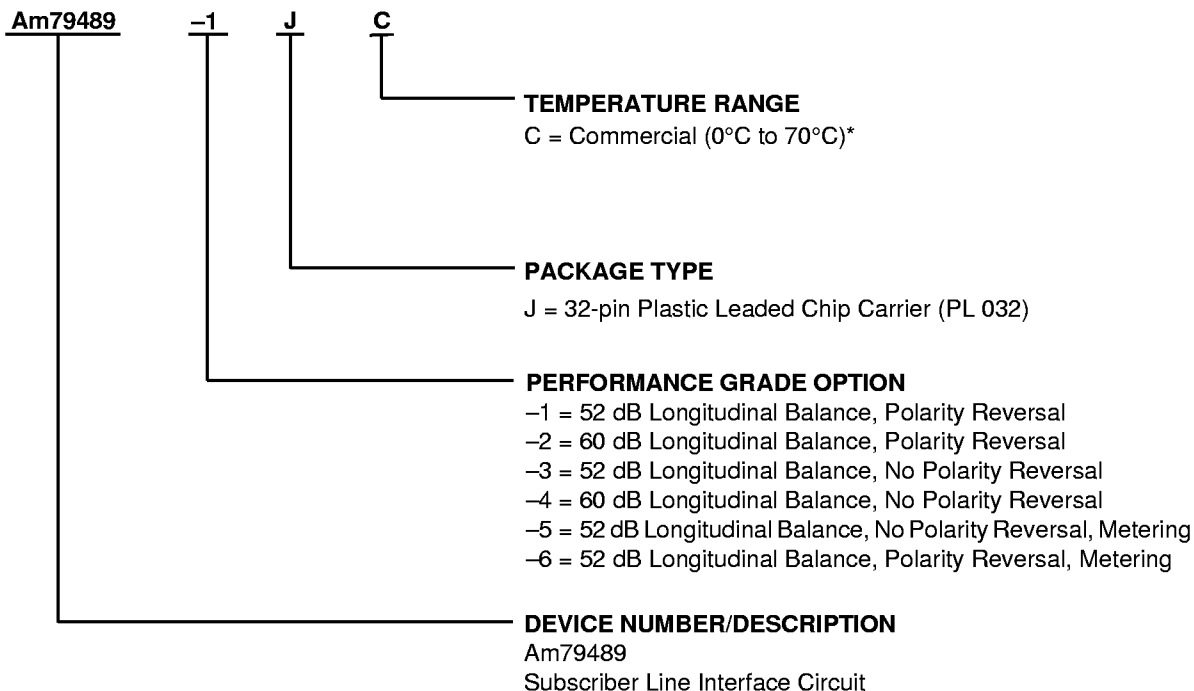 Am79489 –1 J C
TEMPERATURE RANGE
C = Commercial (0°C to 70°C)*
PACKAGE TYPE
J = 32-pin Plastic Leaded Chip Carrier (PL 032)
PERFORMANCE GRADE OPTION
–1 = 52 dB Longitudinal Balance, Polarity Reversal
–2 = 60 dB Longitudinal Balance, Polarity Reversal
–3 = 52 dB Longitudinal Balance, No Polarity Reversal
–4 = 60 dB Longitudinal Balance, No Polarity Reversal
–5 = 52 dB Longitudinal Balance, No Polarity Reversal, Metering
–6 = 52 dB Longitudinal Balance, Polarity Reversal, Metering
DEVICE NUMBER/DESCRIPTION
Am79489
Subscriber Line Interface Circuit